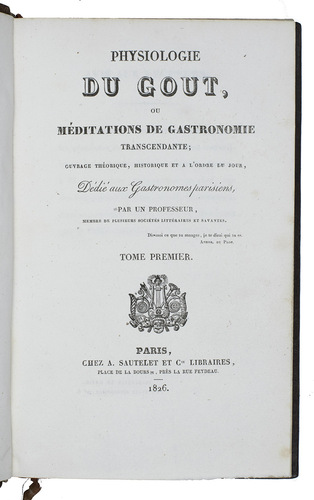 PHYSIOLOGIE
DU GOUT,
OU
MÉDITATIONS DE GASTRONOMIE
TRANSCENDANTE;
OUVRAGE THÉORIQUE, HISTORIQUE ET A L'ORDRE DU JOUR,
Dédié aux Gastronomes parisiens,
PAR UN PROFESSEUR,
MEMBRE DE PLUSIEURS SOCIÉTÉS LITTÉRAIRES ET SAVANTES.
Dis-moi ce que tu manges, je te dirai qui tu es.
APHOR. DU PROF.
TOME PREMIER.
PARIS,
CHEZ A. SAUTELET ET Cie LIBRAIRES,
PLACE DE LA BOURSE, PRÈS LA RUE FEYDEAU.
1826.